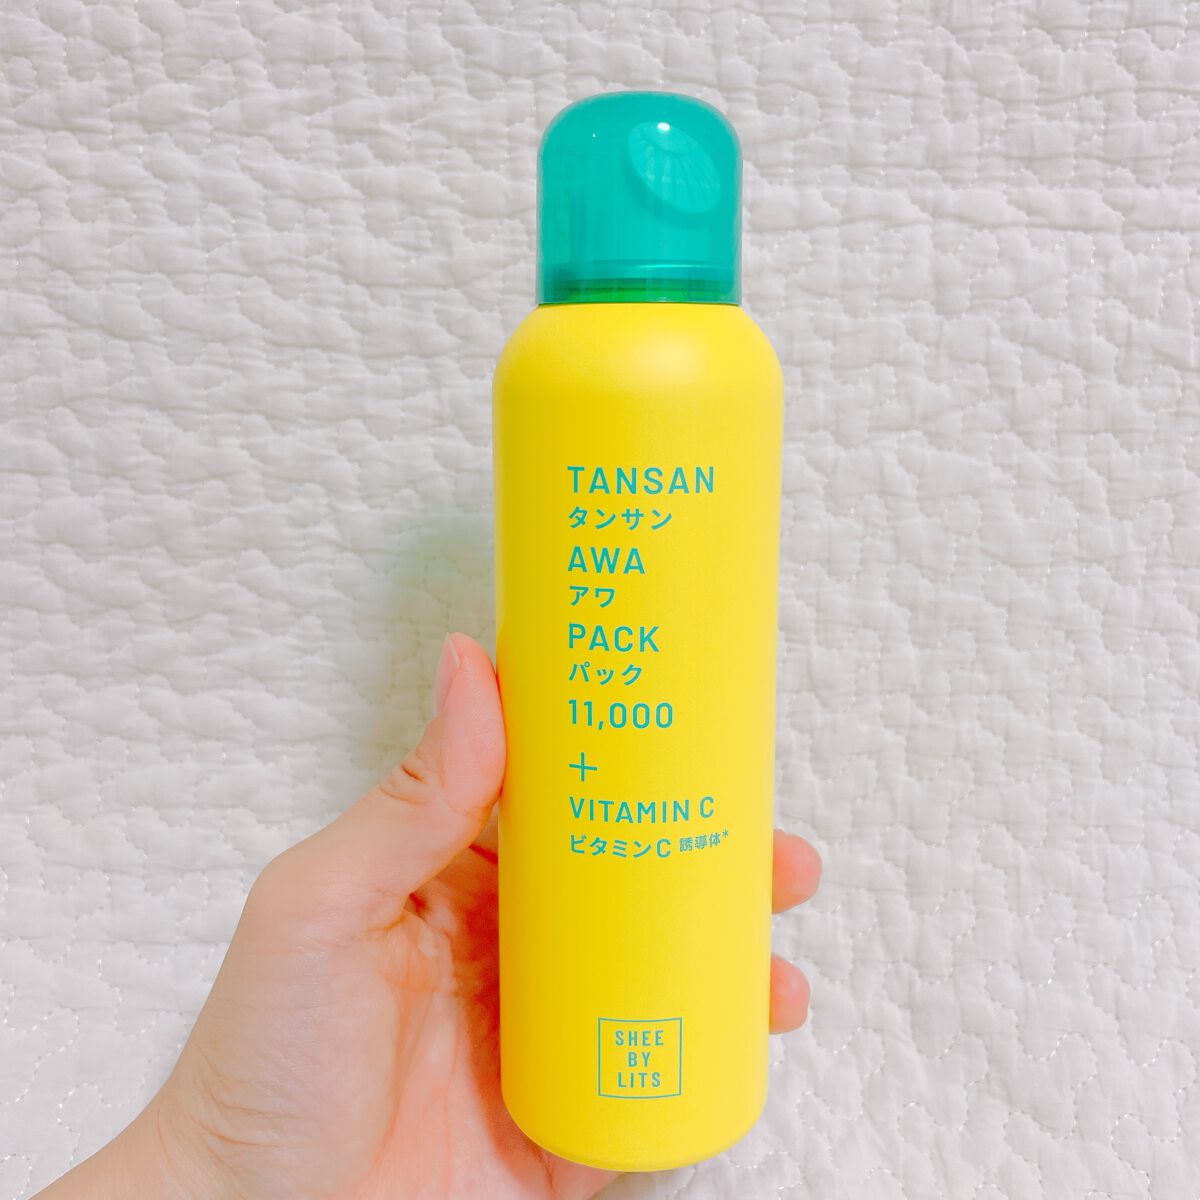 TANSAN
タンサン
AWA
アワ
PACK
パック
11,000
+
VITAMIN C
ビタミンC 誘導体*
SHEE
BY
LITS